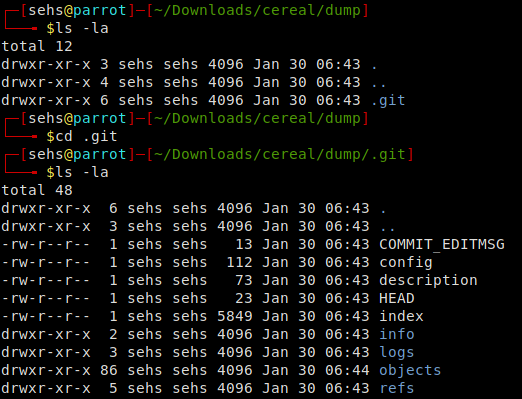 ┌─[sehs@parrot]─[~/Downloads/cereal/dump]
└──╼ $ls -la
total 12
drwxr-xr-x 3 sehs sehs 4096 Jan 30 06:43 .
drwxr-xr-x 4 sehs sehs 4096 Jan 30 06:43 ..
drwxr-xr-x 6 sehs sehs 4096 Jan 30 06:43 .git
┌─[sehs@parrot]─[~/Downloads/cereal/dump]
└──╼ $cd .git
┌─[sehs@parrot]─[~/Downloads/cereal/dump/.git]
└──╼ $ls -la
total 48
drwxr-xr-x  6 sehs sehs 4096 Jan 30 06:43 .
drwxr-xr-x  3 sehs sehs 4096 Jan 30 06:43 ..
-rw-r--r--  1 sehs sehs   13 Jan 30 06:43 COMMIT_EDITMSG
-rw-r--r--  1 sehs sehs  112 Jan 30 06:43 config
-rw-r--r--  1 sehs sehs   73 Jan 30 06:43 description
-rw-r--r--  1 sehs sehs   23 Jan 30 06:43 HEAD
-rw-r--r--  1 sehs sehs 5849 Jan 30 06:43 index
drwxr-xr-x  2 sehs sehs 4096 Jan 30 06:43 info
drwxr-xr-x  3 sehs sehs 4096 Jan 30 06:43 logs
drwxr-xr-x 86 sehs sehs 4096 Jan 30 06:44 objects
drwxr-xr-x  5 sehs sehs 4096 Jan 30 06:43 refs